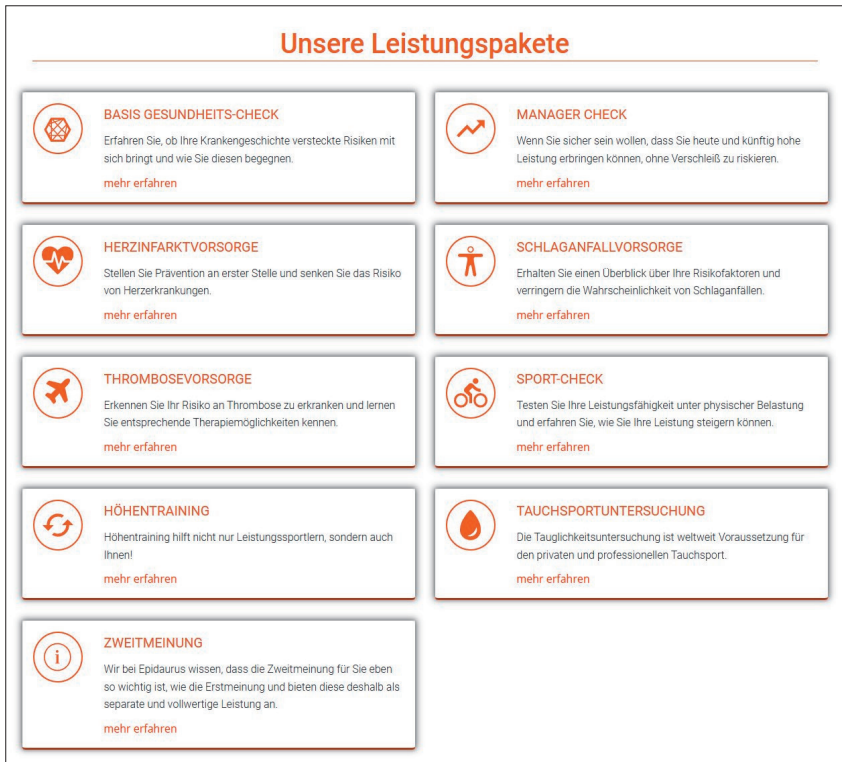 Unsere Leistungspakete
BASIS GESUNDHEITS-CHECK
Erfahren Sie, ob Ihre Krankengeschichte versteckte Risiken mit
sich bringt und wie Sie diesen begegnen.
mehr erfahren
MANAGER CHECK
Wenn Sie sicher sein wollen, dass Sie heute und künftig hohe
Leistung erbringen können, ohne Verschleiß zu riskieren.
mehr erfahren
HERZINFARKTVORSORGE
Stellen Sie Prävention an erster Stelle und senken Sie das Risiko
von Herzerkrankungen.
mehr erfahren
SCHLAGANFALLVORSORGE
Erhalten Sie einen Überblick über Ihre Risikofaktoren und
verringern die Wahrscheinlichkeit von Schlaganfällen.
mehr erfahren
THROMBOSEVORSORGE
Erkennen Sie Ihr Risiko an Thrombose zu erkranken und lernen
Sie entsprechende Therapiemöglichkeiten kennen.
mehr erfahren
SPORT-CHECK
Testen Sie Ihre Leistungsfähigkeit unter physischer Belastung
und erfahren Sie, wie Sie Ihre Leistung steigern können.
mehr erfahren
HÖHENTRAINING
Höhentraining hilft nicht nur Leistungssportlern, sondern auch
Ihnen!
mehr erfahren
TAUCHSPORTUNTERSUCHUNG
Die Tauglichkeitsuntersuchung ist weltweit Voraussetzung für
den privaten und professionellen Tauchsport.
mehr erfahren
i
ZWEITMEINUNG
Wir bei Epidaurus wissen, dass die Zweitmeinung für Sie eben
so wichtig ist, wie die Erstmeinung und bieten diese deshalb als
separate und vollwertige Leistung an.
mehr erfahren